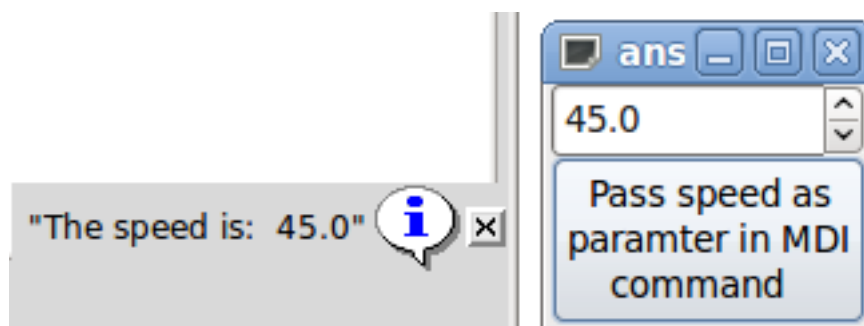 "The speed is:  45.0"
ans
45.0
Pass speed as
paramter in MDI
command